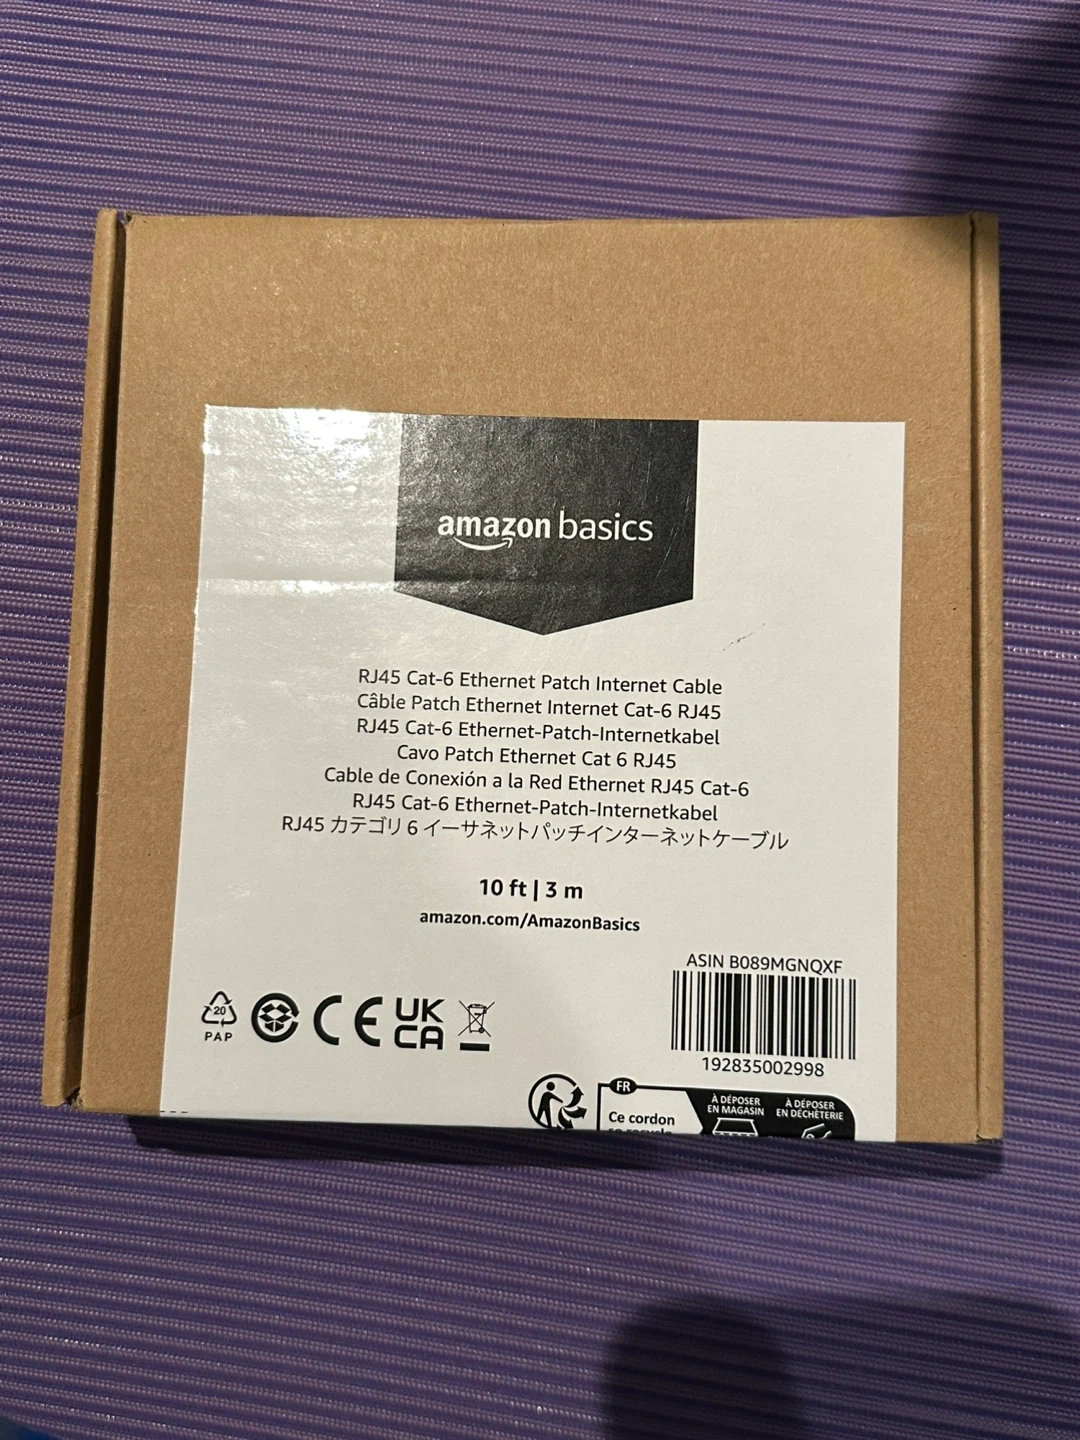 amazon basics
RJ45 Cat-6 Ethernet Patch Internet Cable
Câble Patch Ethernet Internet Cat-6 RJ45
RJ45 Cat-6 Ethernet-Patch-Internetkabel
Cavo Patch Ethernet Cat 6 RJ45
Cable de Conexión a la Red Ethernet RJ45 Cat-6
RJ45 Cat-6 Ethernet-Patch-Internetkabel
RJ45 カテゴリ 6 イーサネットパッチインターネットケーブル
10 ft | 3 m
amazon.com/AmazonBasics
ASIN B089MGNQXF
192835002998
20
PAP
CE
UK
CA
FR
Ce cordon
À DÉPOSER
EN MAGASIN
À DÉPOSER
EN DÉCHÈTERIE